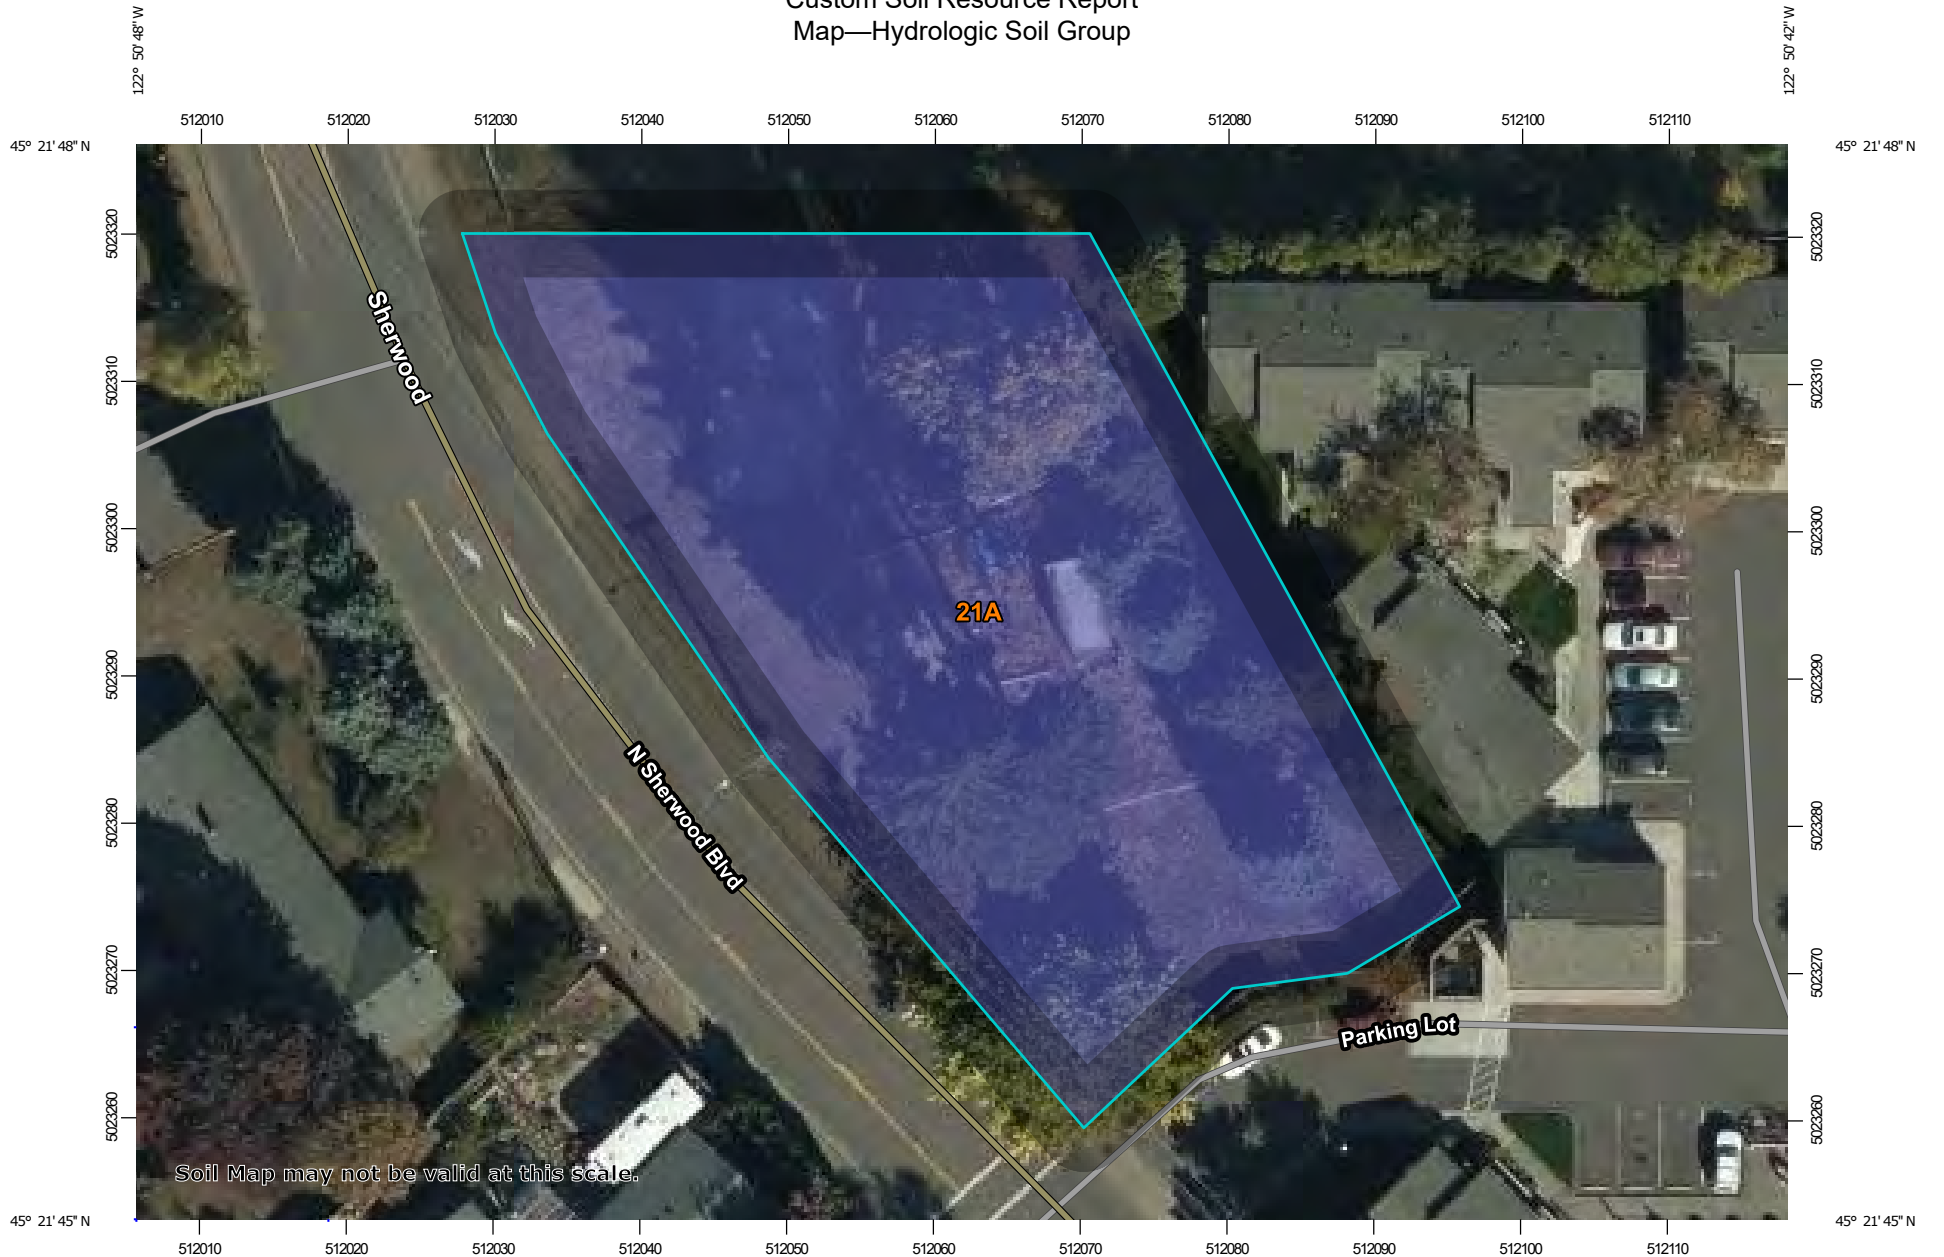 Custom Soil Resource Report
Map—Hydrologic Soil Group
122° 50' 48" W
122° 50' 42" W
512010 512020 512030 512040 512050 512060 512070 512080 512090 512100 512110
45° 21' 48" N
45° 21' 48" N
5023320
5023320
Sherwood
5023310
5023310
5023300
5023300
21A
5023290
5023290
N Sherwood Blvd
5023280
5023280
5023270
5023270
Parking Lot
5023260
5023260
Soil Map may not be valid at this scale.
45° 21' 45" N
45° 21' 45" N
512010 512020 512030 512040 512050 512060 512070 512080 512090 512100 512110